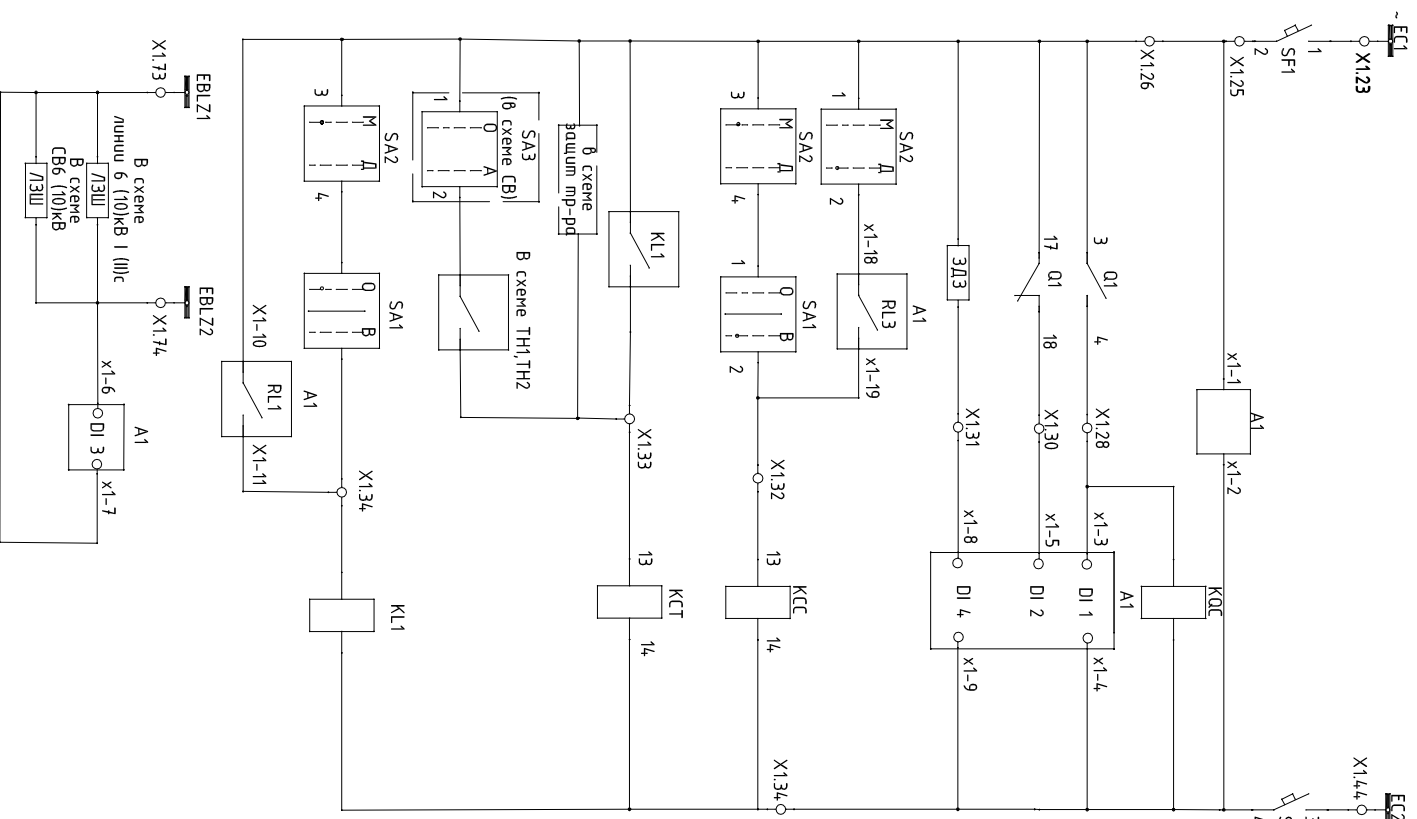 ~ EC1
X1.23
1
SF1
2
X1.25
X1.26
x1-1
A1
x1-2
3
Q1
4
X1.28
x1-3
DI 1
x1-4
KQC
A1
17
Q1
18
X1.30
x1-5
DI 2
ЗДЗ
X1.31
x1-8
DI 4
x1-9
1
SA2
М
Д
2
x1-18
A1
RL3
x1-19
3
SA2
М
Д
4
1
SA1
О
В
2
X1.32
13
KCC
14
X1.34
KL1
X1.33
13
KCT
14
в схеме
защит тр-ра
SA3
(в схеме СВ)
1
О
А
2
В схеме ТН1,ТН2
3
SA2
М
Д
4
SA1
О
В
X1.34
KL1
X1-10
A1
RL1
X1-11
EBLZ1
X1.73
EBLZ2
X1.74
В схеме
линии 6 (10)кВ I (II)с
ЛЗШ
В схеме
СВ6 (10)кВ
ЛЗШ
x1-6
A1
DI 3
x1-7
EC2
X1.44